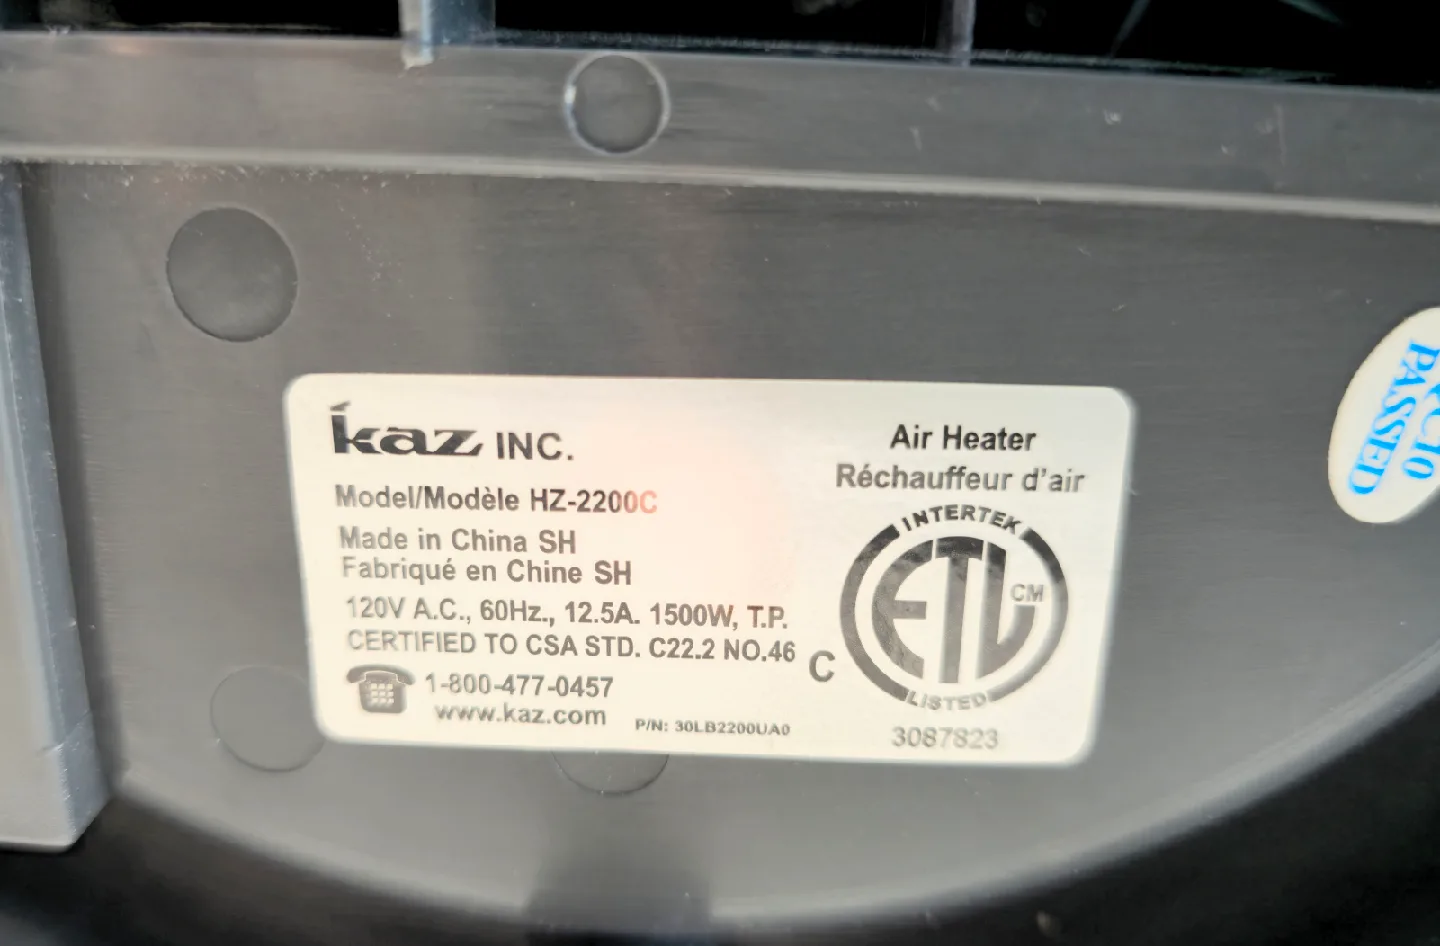 kaz INC.
Model/Modèle HZ-2200C
Made in China SH
Fabriqué en Chine SH
120V A.C., 60Hz., 12.5A. 1500W, T.P.
CERTIFIED TO CSA STD. C22.2 NO.46
1-800-477-0457
www.kaz.com
P/N: 30LB2200UA0
Air Heater
Réchauffeur d'air
INTERTEK
ETL
CM
C
LISTED
3087823
PASSED